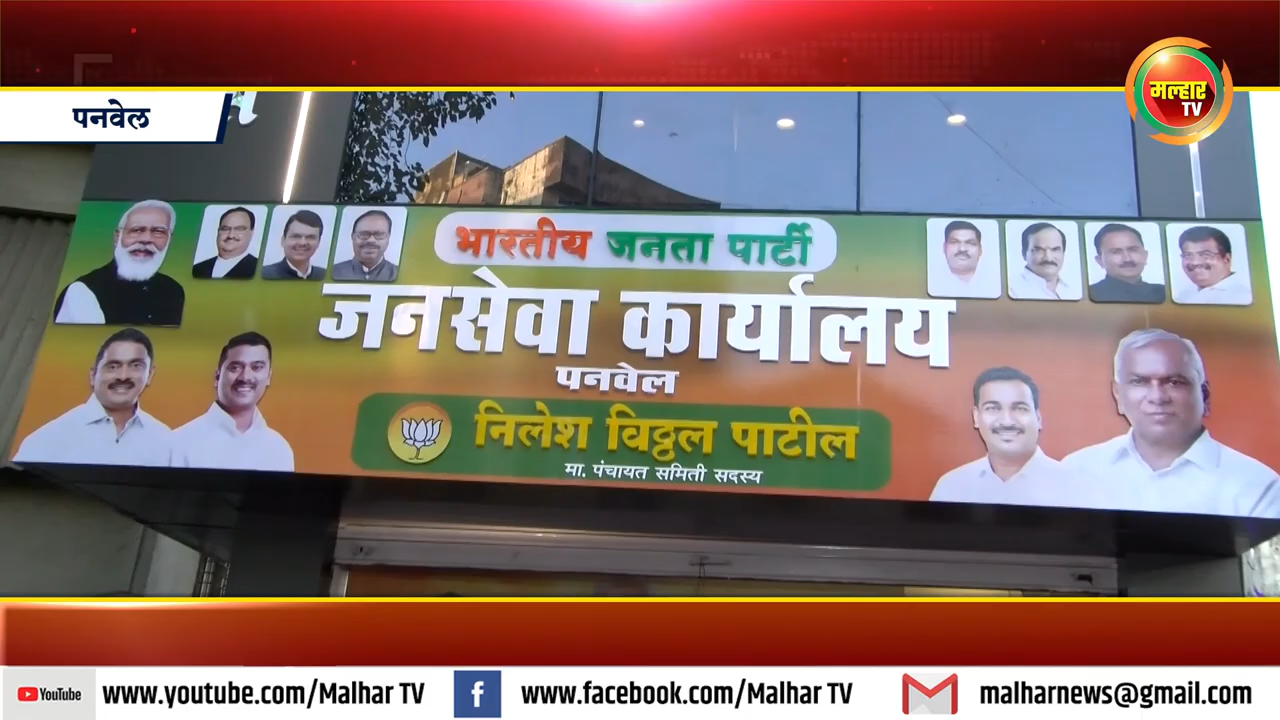 पनवेल
मल्हार
TV
भारतीय जनता पार्टी
जनसेवा कार्यालय
पनवेल
निलेश विठ्ठल पाटील
मा. पंचायत समिती सदस्य
YouTube www.youtube.com/Malhar TV www.facebook.com/Malhar TV malharnews@gmail.com